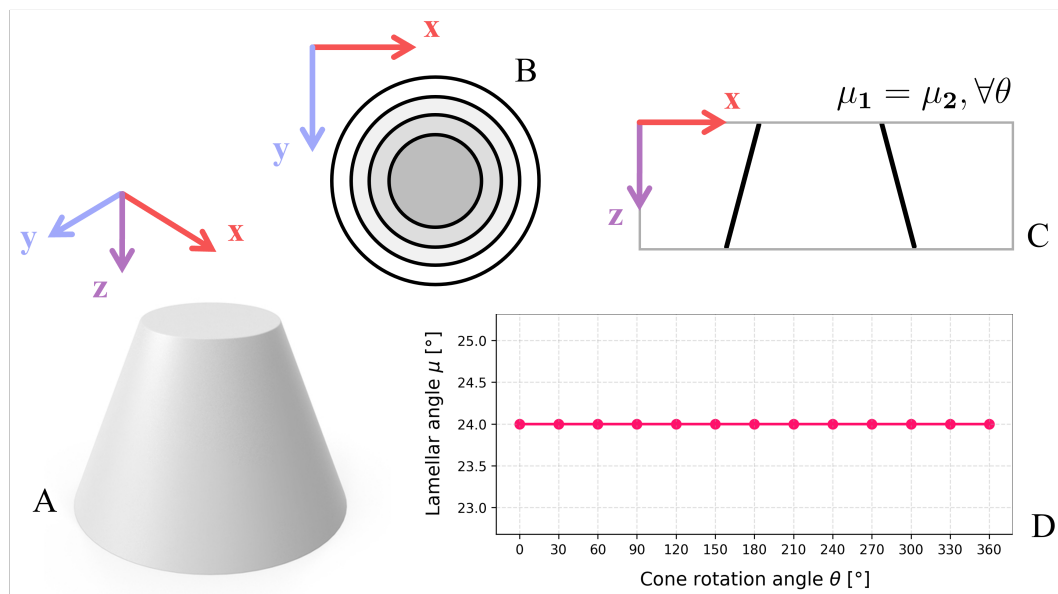 x
y
B
μ₁ = μ₂, ∀θ
x
z
C
y
x
z
A
Lamellar angle μ [°]
25.0
24.5
24.0
23.5
23.0
0 30 60 90 120 150 180 210 240 270 300 330 360
Cone rotation angle θ [°]
D